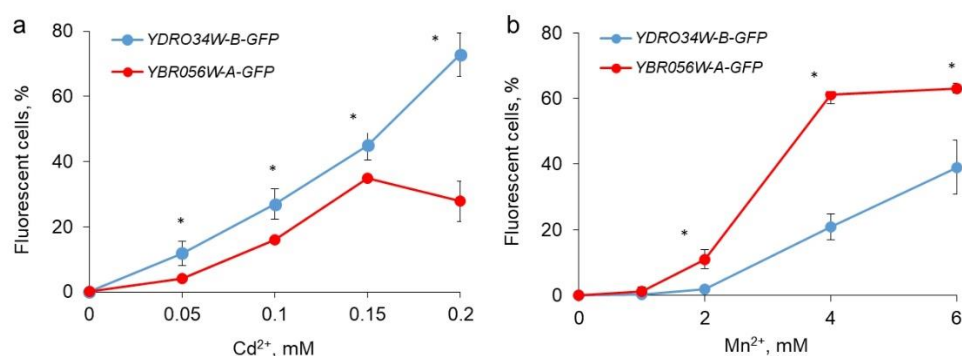 a
80
60
40
20
0
Fluorescent cells, %
YDRO34W-B-GFP
YBR056W-A-GFP
*
*
*
*
0 0.05 0.1 0.15 0.2
Cd²⁺, mM
b
80
60
40
20
0
Fluorescent cells, %
YDRO34W-B-GFP
YBR056W-A-GFP
*
*
*
0 2 4 6
Mn²⁺, mM